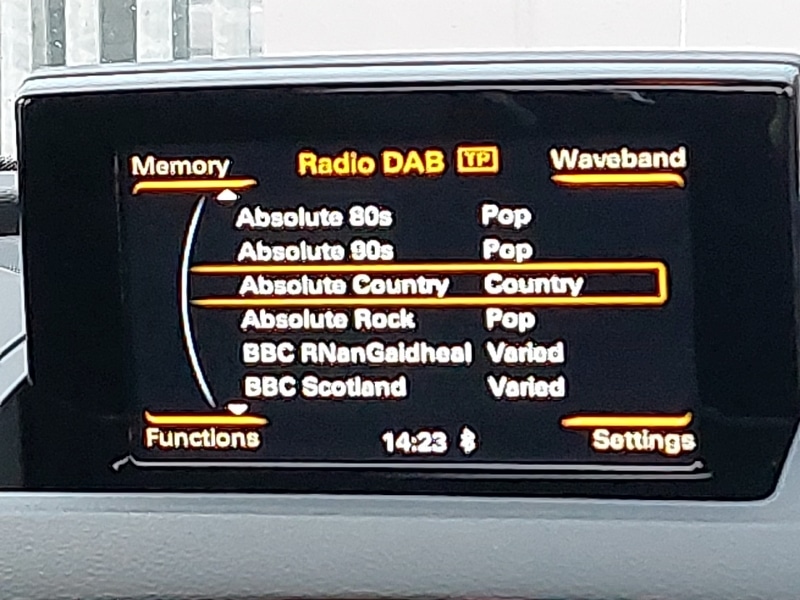 Memory Radio DAB TP Waveband
Absolute 80s Pop
Absolute 90s Pop
Absolute Country Country
Absolute Rock Pop
BBC RNanGaidheal Varied
BBC Scotland Varied
Functions 14:23 Settings